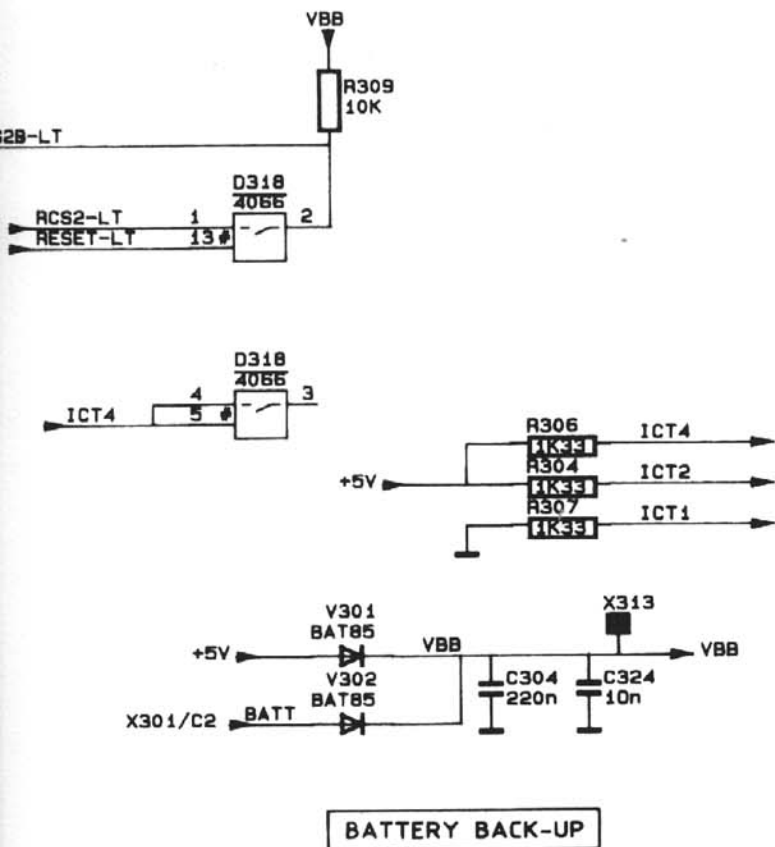 VBB
R309
10K
S2B-LT
D318
4066
RCS2-LT 1 2
RESET-LT 13 #
D318
4066
4 3
ICT4 5 #
R306 ICT4
1K33
R304 ICT2
+5V 1K33
R307 ICT1
1K33
X313
V301
BAT85 VBB
+5V VBB
V302 C304 C324
BAT85 220n 10n
X301/C2 BATT
BATTERY BACK-UP